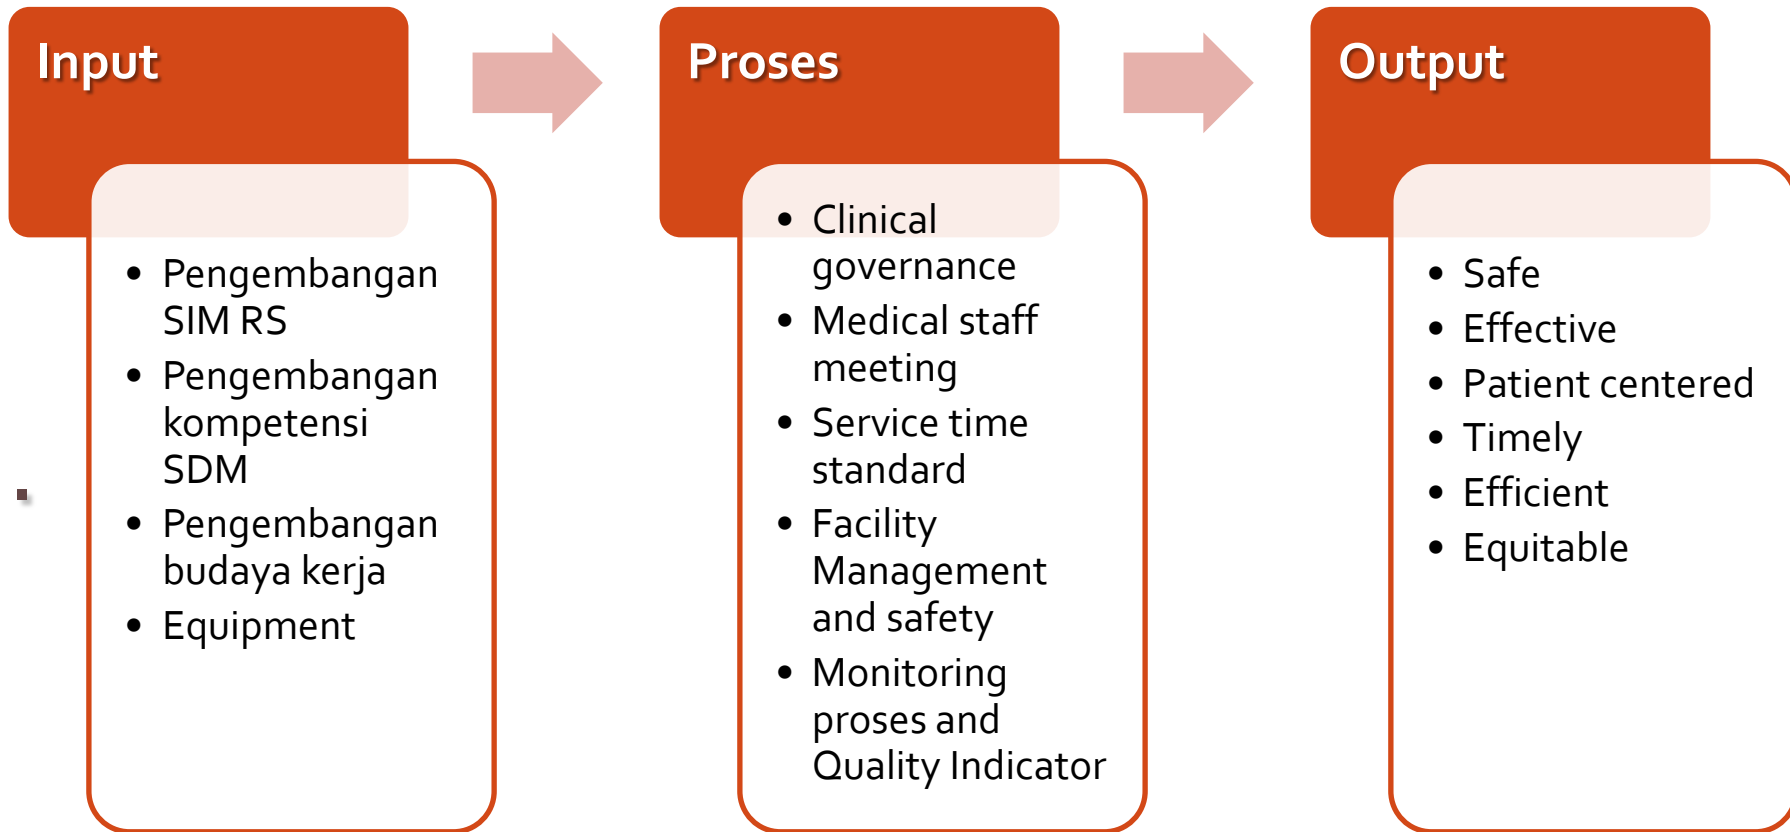 Input
• Pengembangan
SIM RS
• Pengembangan
kompetensi
SDM
• Pengembangan
budaya kerja
• Equipment
Proses
• Clinical
governance
• Medical staff
meeting
• Service time
standard
• Facility
Management
and safety
• Monitoring
proses and
Quality Indicator
Output
• Safe
• Effective
• Patient centered
• Timely
• Efficient
• Equitable